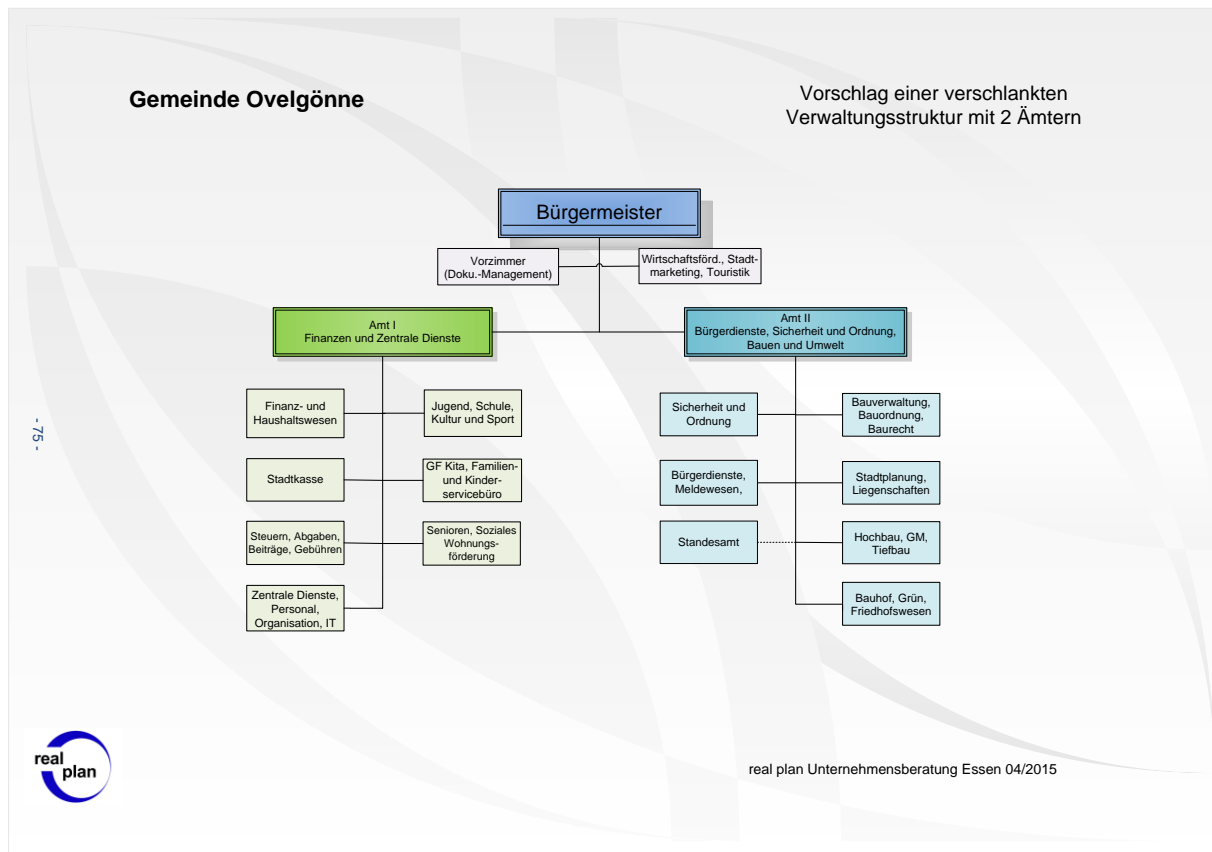 Gemeinde Ovelgönne
Vorschlag einer verschlankten
Verwaltungsstruktur mit 2 Ämtern
Bürgermeister
Vorzimmer
(Doku.-Management)
Wirtschaftsförd., Stadt-
marketing, Touristik
Amt I
Finanzen und Zentrale Dienste
Amt II
Bürgerdienste, Sicherheit und Ordnung,
Bauen und Umwelt
Finanz- und
Haushaltswesen
Jugend, Schule,
Kultur und Sport
Stadtkasse
GF Kita, Familien-
und Kinder-
servicebüro
Steuern, Abgaben,
Beiträge, Gebühren
Senioren, Soziales
Wohnungs-
förderung
Zentrale Dienste,
Personal,
Organisation, IT
Sicherheit und
Ordnung
Bauverwaltung,
Bauordnung,
Baurecht
Bürgerdienste,
Meldewesen,
Stadtplanung,
Liegenschaften
Standesamt
Hochbau, GM,
Tiefbau
Bauhof, Grün,
Friedhofswesen
- 75 -
real
plan
real plan Unternehmensberatung Essen 04/2015